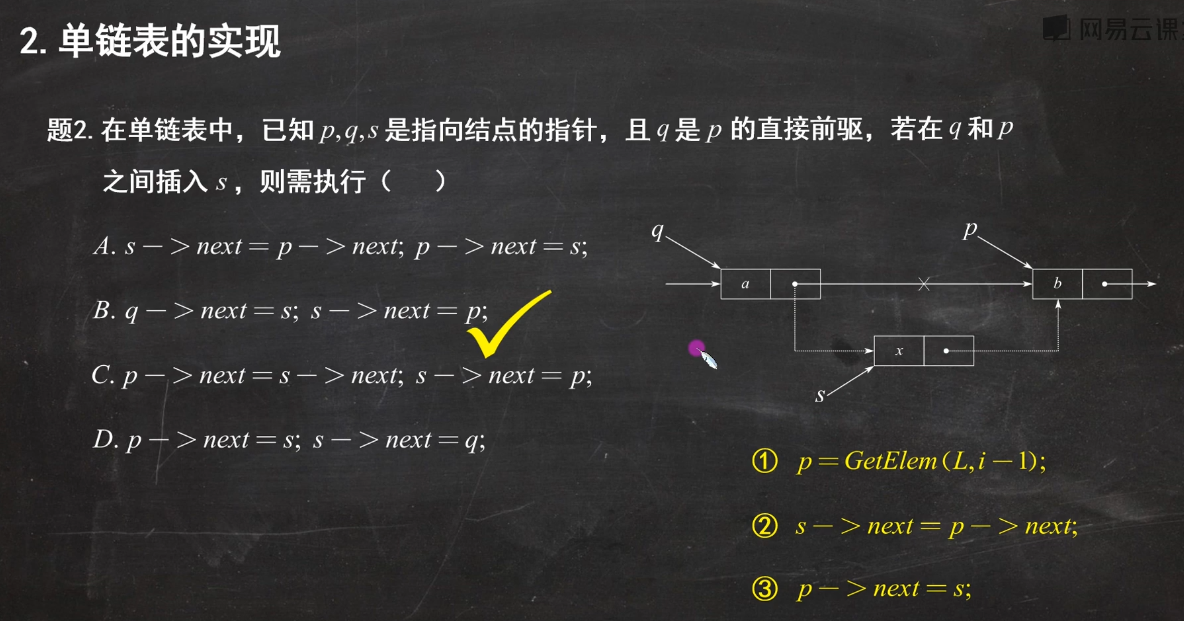 2. 单链表的实现
网易云课
题2. 在单链表中，已知 p,q,s 是指向结点的指针，且 q 是 p 的直接前驱，若在 q 和 p
之间插入 s ，则需执行（　　）
A. s－> next = p－> next; p－> next = s;
B. q－> next = s; s－> next = p;
C. p－> next = s－> next; s－> next = p;
D. p－> next = s; s－> next = q;
q
p
a
b
x
s
① p = GetElem(L,i－1);
② s－> next = p－> next;
③ p－> next = s;